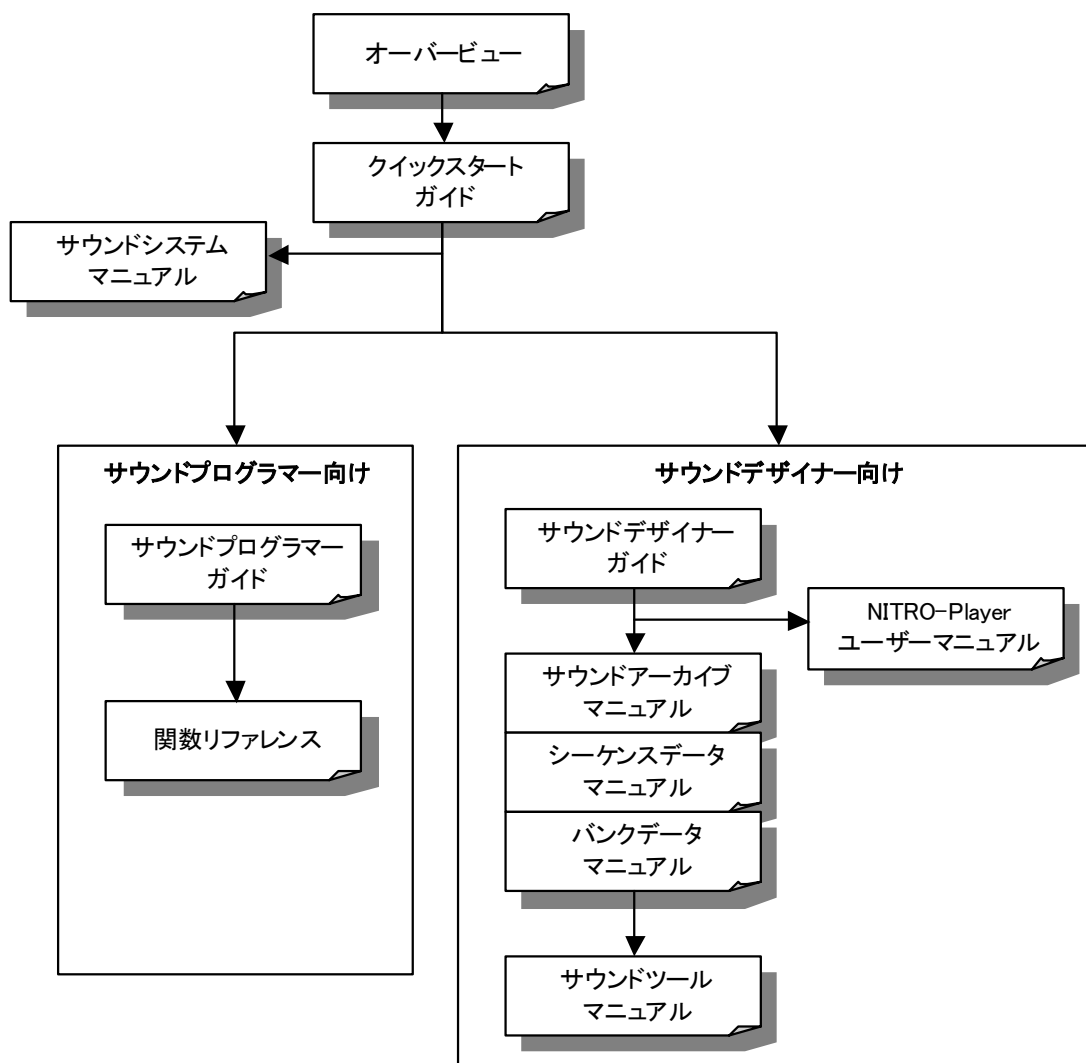 オーバービュー
クイックスタート
ガイド
サウンドシステム
マニュアル
サウンドプログラマー向け
サウンドプログラマー
ガイド
関数リファレンス
サウンドデザイナー向け
サウンドデザイナー
ガイド
NITRO-Player
ユーザーマニュアル
サウンドアーカイブ
マニュアル
シーケンスデータ
マニュアル
バンクデータ
マニュアル
サウンドツール
マニュアル